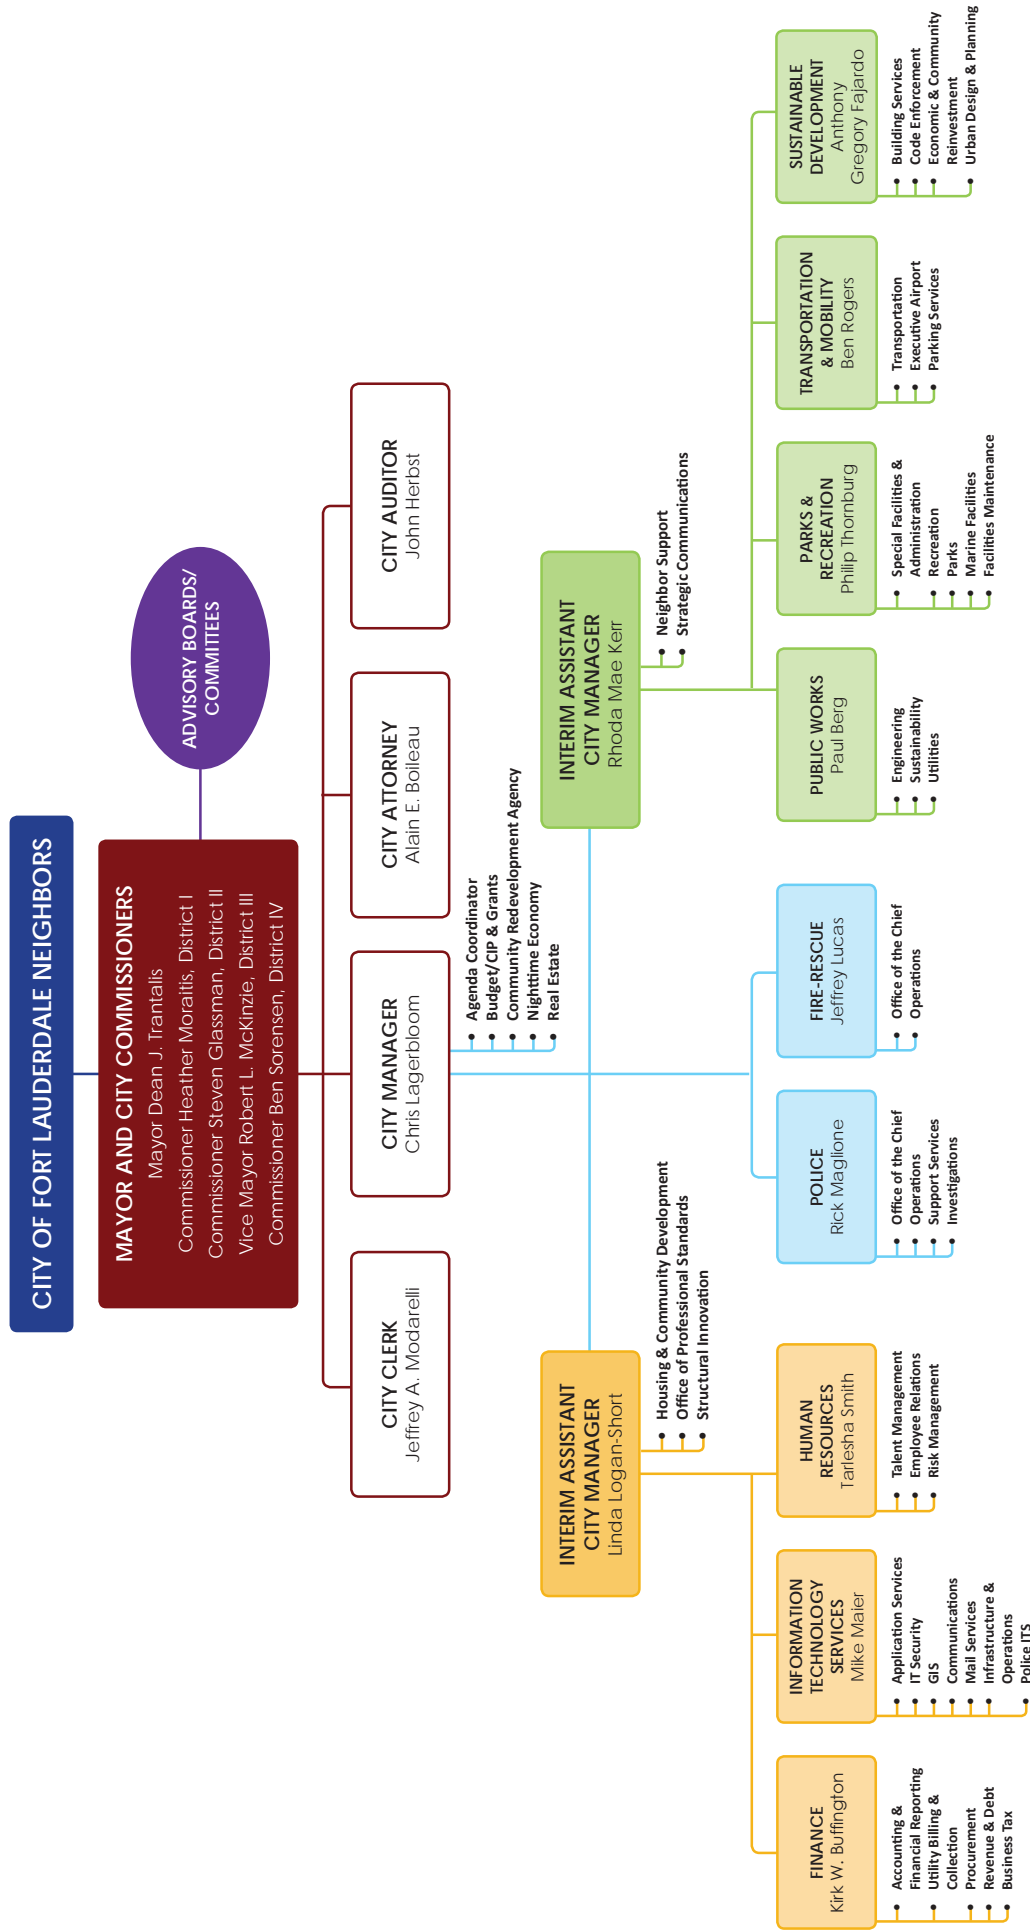 CITY OF FORT LAUDERDALE NEIGHBORS
MAYOR AND CITY COMMISSIONERS
Mayor Dean J. Trantalis
Commissioner Heather Moraitis, District I
Commissioner Steven Glassman, District II
Vice Mayor Robert L. McKinzie, District III
Commissioner Ben Sorensen, District IV
ADVISORY BOARDS/
COMMITTEES
CITY CLERK
Jeffrey A. Modarelli
CITY MANAGER
Chris Lagerbloom
CITY ATTORNEY
Alain E. Boileau
CITY AUDITOR
John Herbst
Agenda Coordinator
Budget/CIP & Grants
Community Redevelopment Agency
Nighttime Economy
Real Estate
INTERIM ASSISTANT
CITY MANAGER
Linda Logan-Short
Housing & Community Development
Office of Professional Standards
Structural Innovation
INTERIM ASSISTANT
CITY MANAGER
Rhoda Mae Kerr
Neighbor Support
Strategic Communications
FINANCE
Kirk W. Buffington
Accounting &
Financial Reporting
Utility Billing &
Collection
Procurement
Revenue & Debt
Business Tax
INFORMATION
TECHNOLOGY
SERVICES
Mike Maier
Application Services
IT Security
GIS
Communications
Mail Services
Infrastructure &
Operations
Police ITS
HUMAN
RESOURCES
Tarlesha Smith
Talent Management
Employee Relations
Risk Management
POLICE
Rick Maglione
Office of the Chief
Operations
Support Services
Investigations
FIRE-RESCUE
Jeffrey Lucas
Office of the Chief
Operations
PUBLIC WORKS
Paul Berg
Engineering
Sustainability
Utilities
PARKS &
RECREATION
Philip Thornburg
Special Facilities &
Administration
Recreation
Parks
Marine Facilities
Facilities Maintenance
TRANSPORTATION
& MOBILITY
Ben Rogers
Transportation
Executive Airport
Parking Services
SUSTAINABLE
DEVELOPMENT
Anthony
Gregory Fajardo
Building Services
Code Enforcement
Economic & Community
Reinvestment
Urban Design & Planning